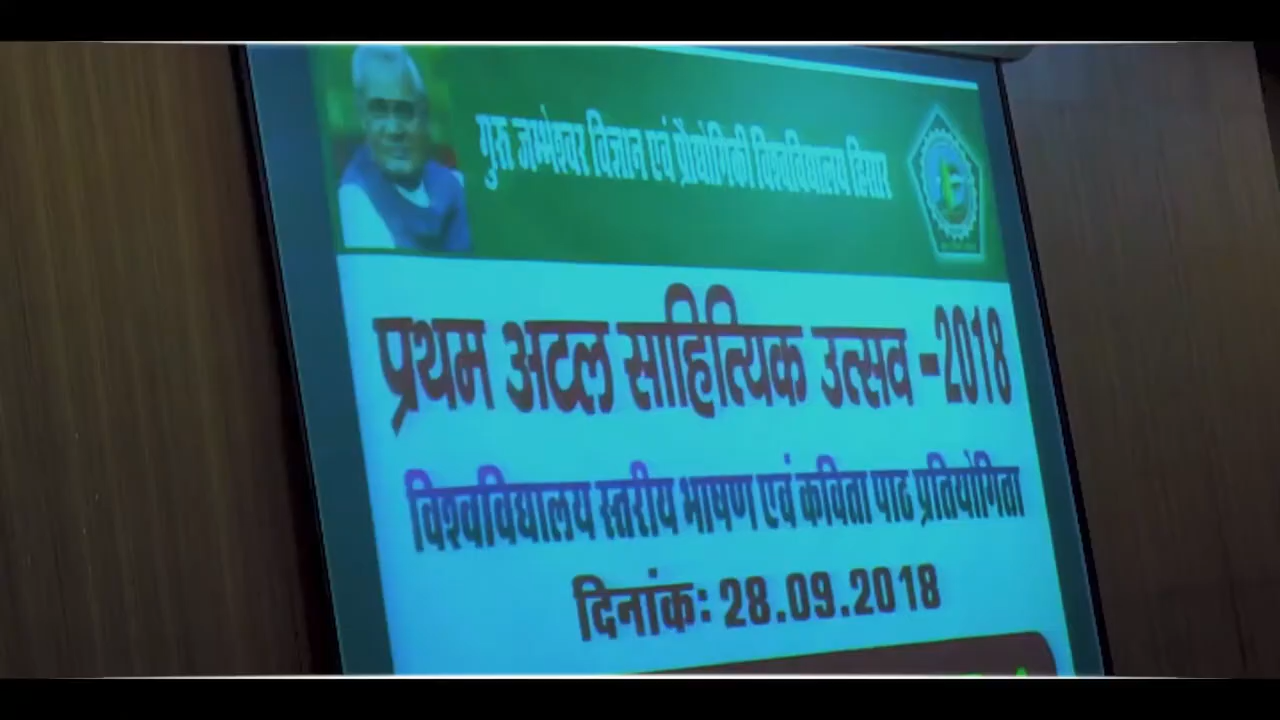 गुरु जम्भेश्वर विज्ञान एवं प्रौद्योगिकी विश्वविद्यालय हिसार
प्रथम अटल साहित्यिक उत्सव -2018
विश्वविद्यालय स्तरीय भाषण एवं कविता पाठ प्रतियोगिता
दिनांक: 28.09.2018